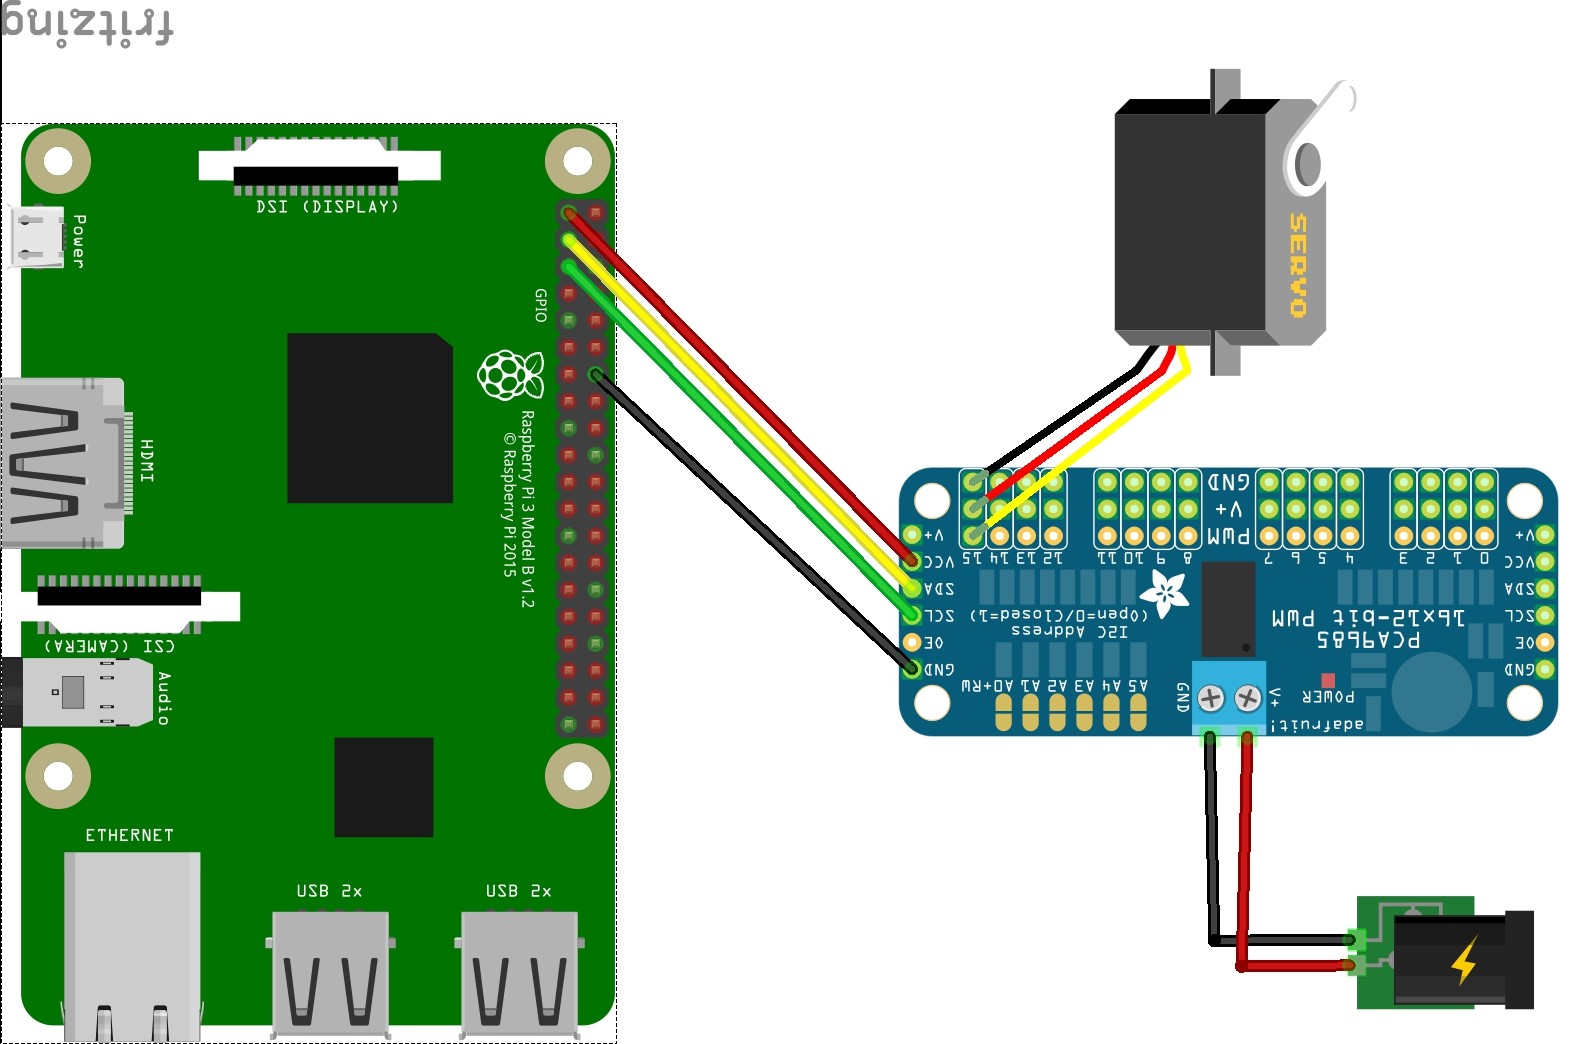 fritzing
DSI (DISPLAY)
Power
GPIO
HDMI
Raspberry Pi 3 Model B v1.2
© Raspberry Pi 2015
CSI (CAMERA)
Audio
ETHERNET
USB 2x
USB 2x
SERVO
GND
V+
PWM
15 14 13 12 11 10 9 8 7 6 5 4 3 2 1 0
V+
VCC
SDA
SCL
OE
GND
V+
VCC
SDA
SCL
OE
GND
(Open=0/Closed=1)
I2C Address
A0+RW A1 A2 A3 A4 A5
16x12-bit PWM
PCA9685
GND
V+
POWER
adafruit!